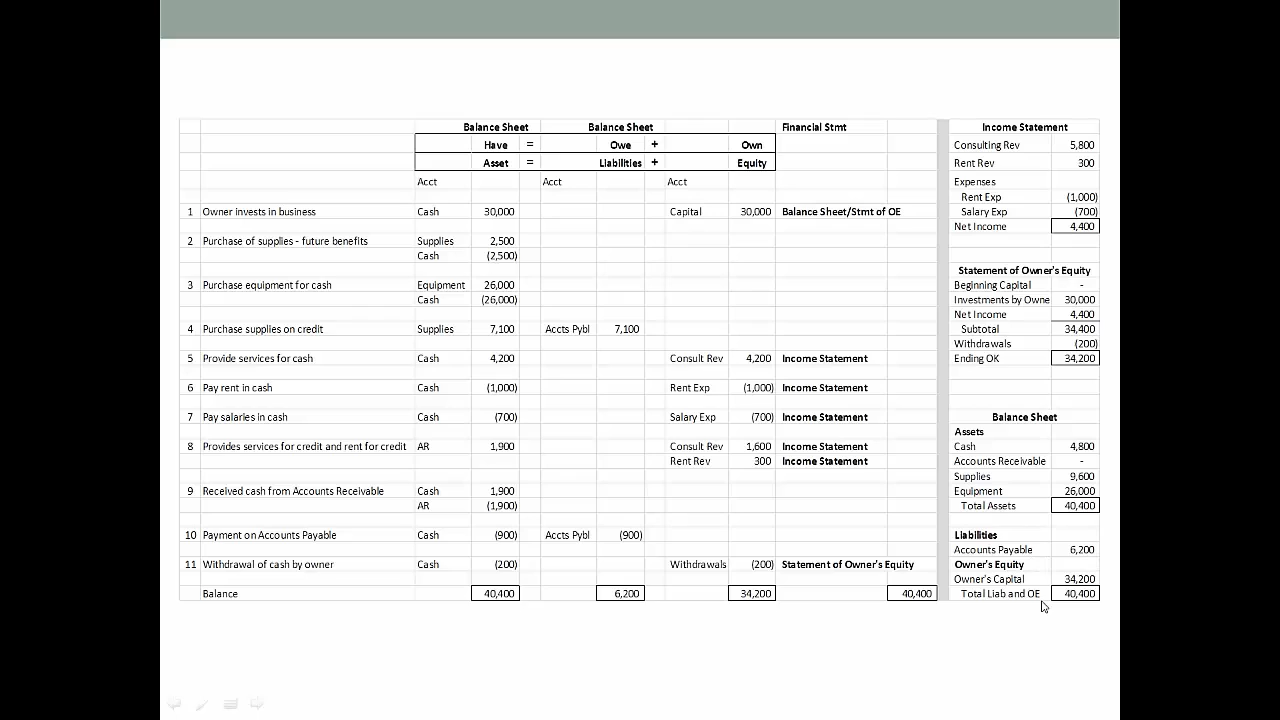 Balance Sheet Balance Sheet Financial Stmt
Have = Owe + Own
Asset = Liabilities + Equity
Acct Acct Acct
1 Owner invests in business Cash 30,000 Capital 30,000 Balance Sheet/Stmt of OE
2 Purchase of supplies - future benefits Supplies 2,500
Cash (2,500)
3 Purchase equipment for cash Equipment 26,000
Cash (26,000)
4 Purchase supplies on credit Supplies 7,100 Accts Pybl 7,100
5 Provide services for cash Cash 4,200 Consult Rev 4,200 Income Statement
6 Pay rent in cash Cash (1,000) Rent Exp (1,000) Income Statement
7 Pay salaries in cash Cash (700) Salary Exp (700) Income Statement
8 Provides services for credit and rent for credit AR 1,900 Consult Rev 1,600 Income Statement
Rent Rev 300 Income Statement
9 Received cash from Accounts Receivable Cash 1,900
AR (1,900)
10 Payment on Accounts Payable Cash (900) Accts Pybl (900)
11 Withdrawal of cash by owner Cash (200) Withdrawals (200) Statement of Owner's Equity
Balance 40,400 6,200 34,200 40,400
Income Statement
Consulting Rev 5,800
Rent Rev 300
Expenses
Rent Exp (1,000)
Salary Exp (700)
Net Income 4,400
Statement of Owner's Equity
Beginning Capital -
Investments by Owne 30,000
Net Income 4,400
Subtotal 34,400
Withdrawals (200)
Ending OK 34,200
Balance Sheet
Assets
Cash 4,800
Accounts Receivable -
Supplies 9,600
Equipment 26,000
Total Assets 40,400
Liabilities
Accounts Payable 6,200
Owner's Equity
Owner's Capital 34,200
Total Liab and OE 40,400